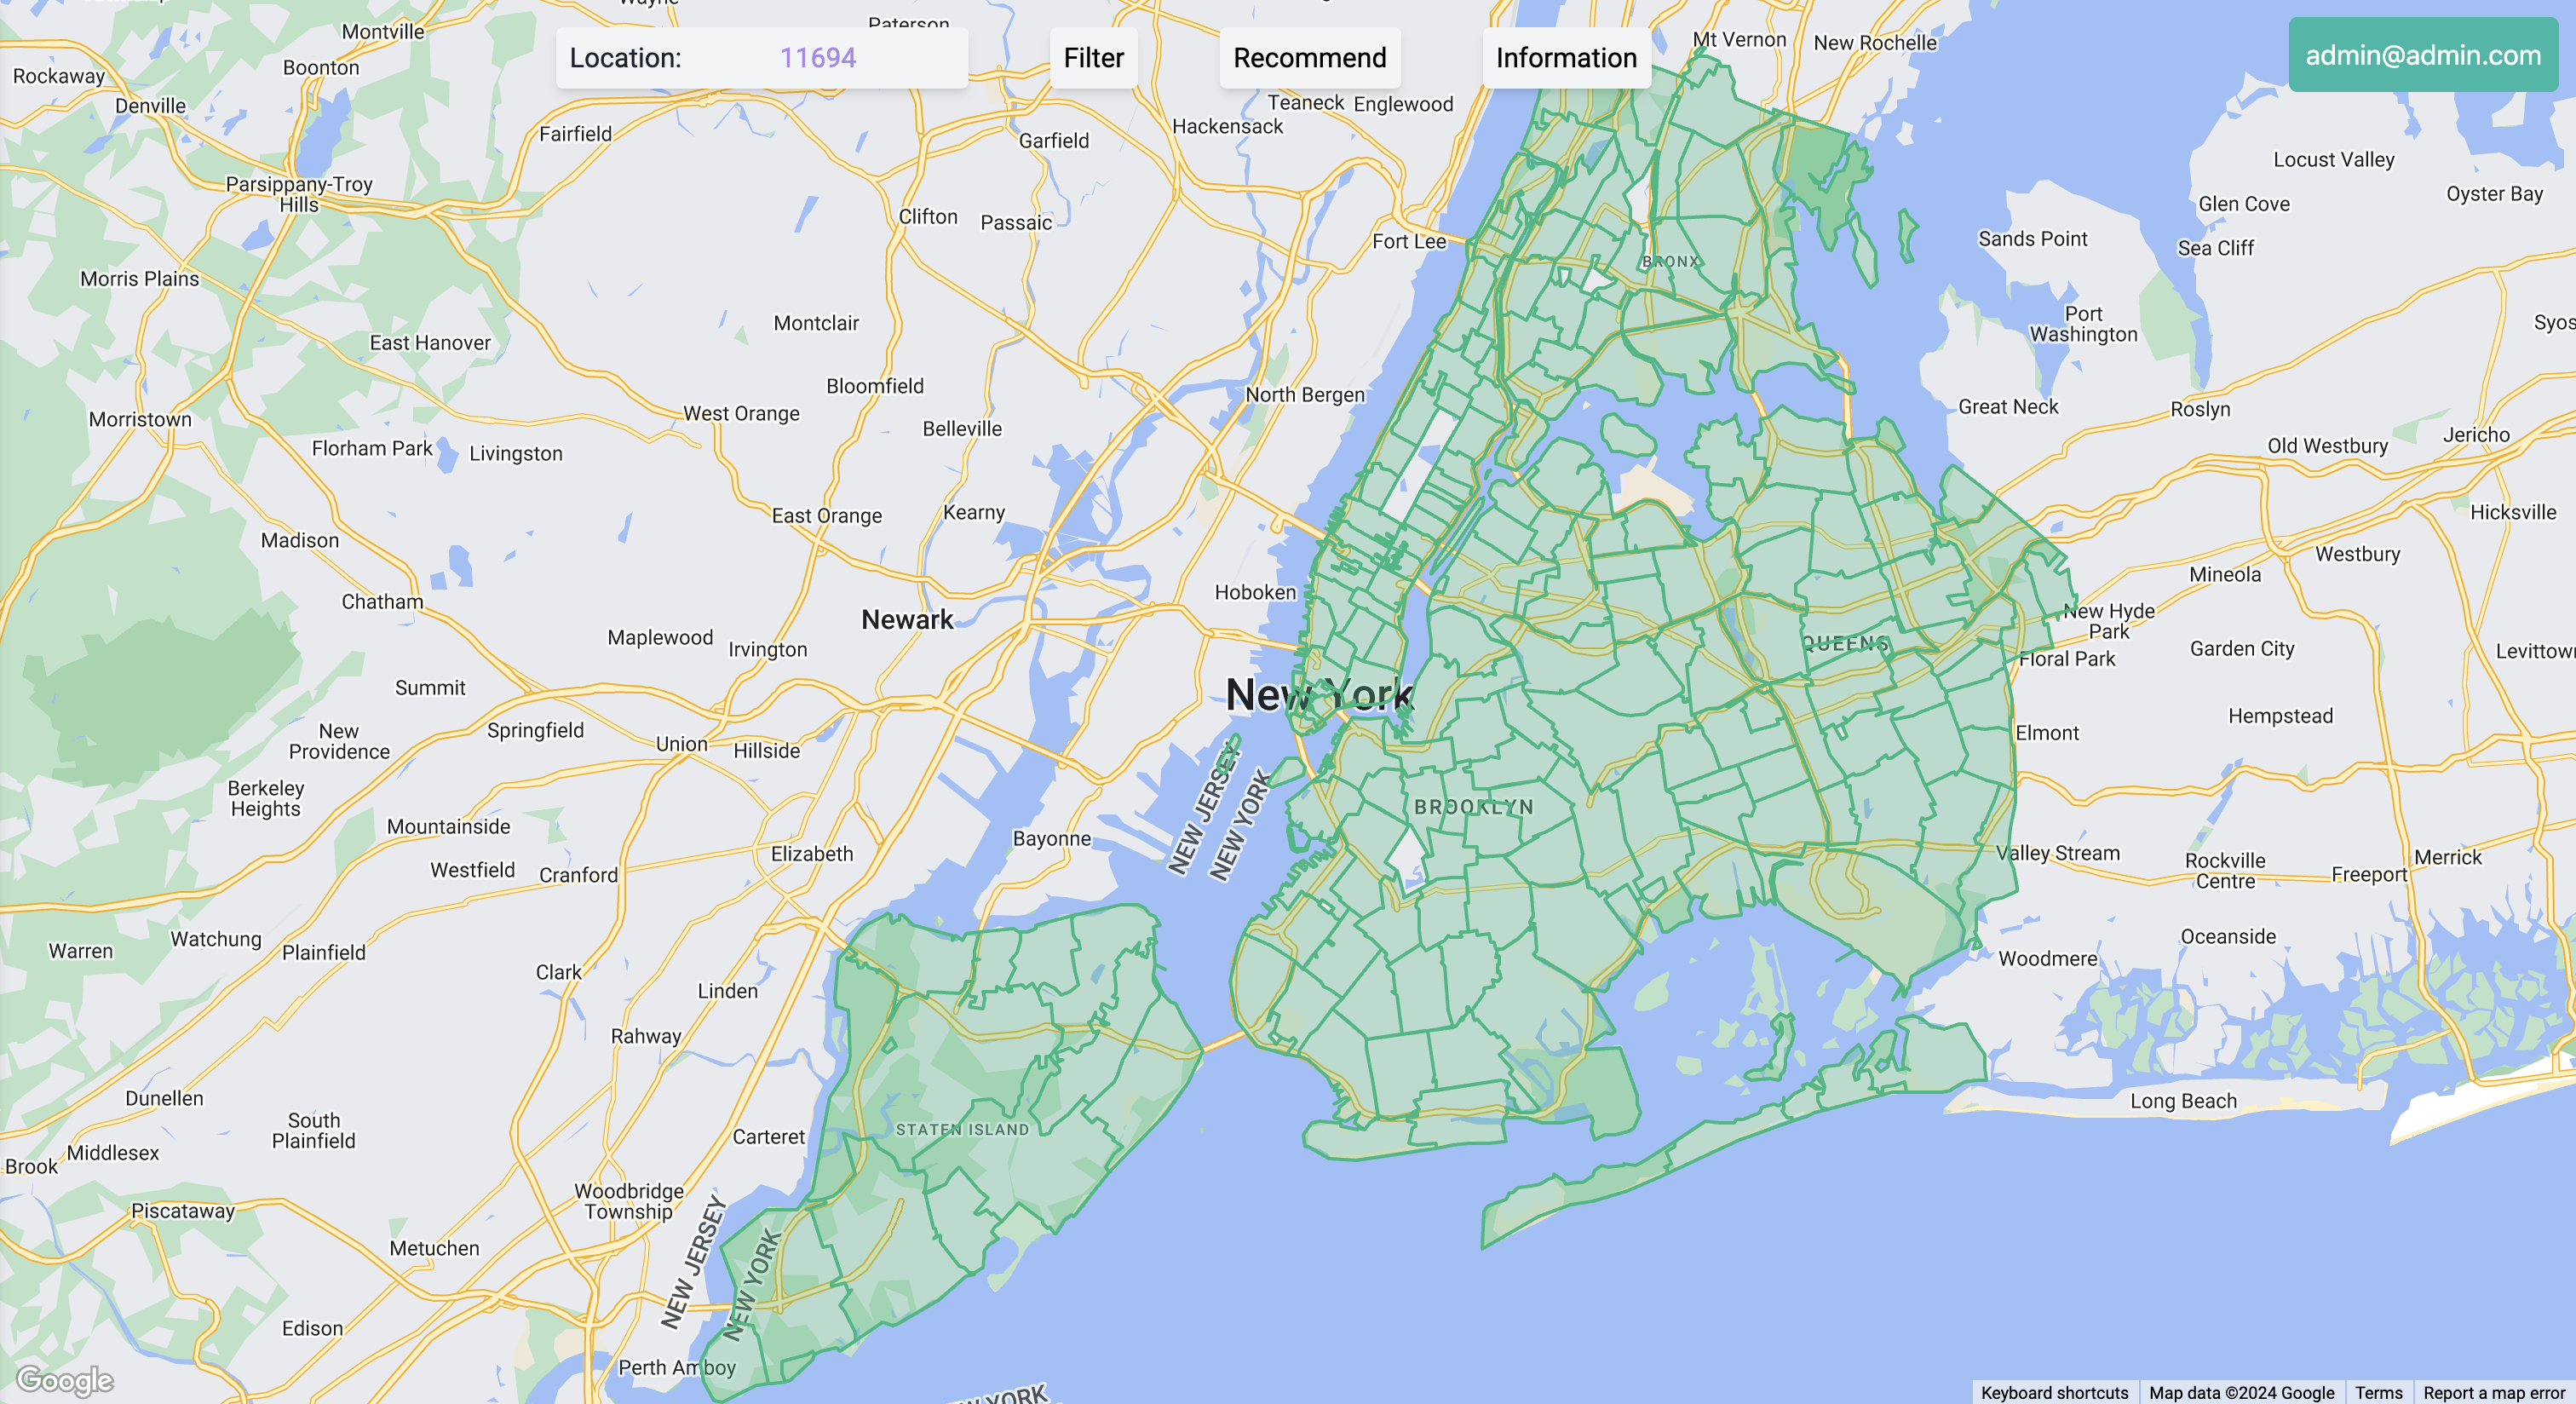 Wayne
Paterson
Montville
Mt Vernon
New Rochelle
Location: 11694
Filter
Recommend
Information
admin@admin.com
Rockaway
Boonton
Denville
Teaneck
Englewood
Hackensack
Fairfield
Garfield
Locust Valley
Parsippany-Troy
Hills
Oyster Bay
Glen Cove
Clifton
Passaic
Fort Lee
Sands Point
Sea Cliff
BRONX
Morris Plains
Montclair
Port
Washington
Syos
East Hanover
Bloomfield
North Bergen
Great Neck
Roslyn
Morristown
West Orange
Belleville
Jericho
Florham Park
Livingston
Old Westbury
East Orange
Kearny
Hicksville
Madison
Westbury
Mineola
Chatham
Hoboken
Newark
New Hyde
Park
Maplewood
Irvington
QUEENS
Garden City
Levittown
Floral Park
Summit
New York
Springfield
New
Providence
Union
Hillside
Elmont
Hempstead
Berkeley
Heights
NEW JERSEY
NEW YORK
BROOKLYN
Mountainside
Bayonne
Elizabeth
Valley Stream
Rockville
Centre
Merrick
Westfield
Cranford
Freeport
Warren
Watchung
Plainfield
Oceanside
Woodmere
Clark
Linden
Rahway
Dunellen
Long Beach
South
Plainfield
STATEN ISLAND
Carteret
Brook
Middlesex
Woodbridge
Township
Piscataway
NEW JERSEY
NEW YORK
Metuchen
Edison
Perth Amboy
Google
W YORK
Keyboard shortcuts
Map data ©2024 Google
Terms
Report a map error